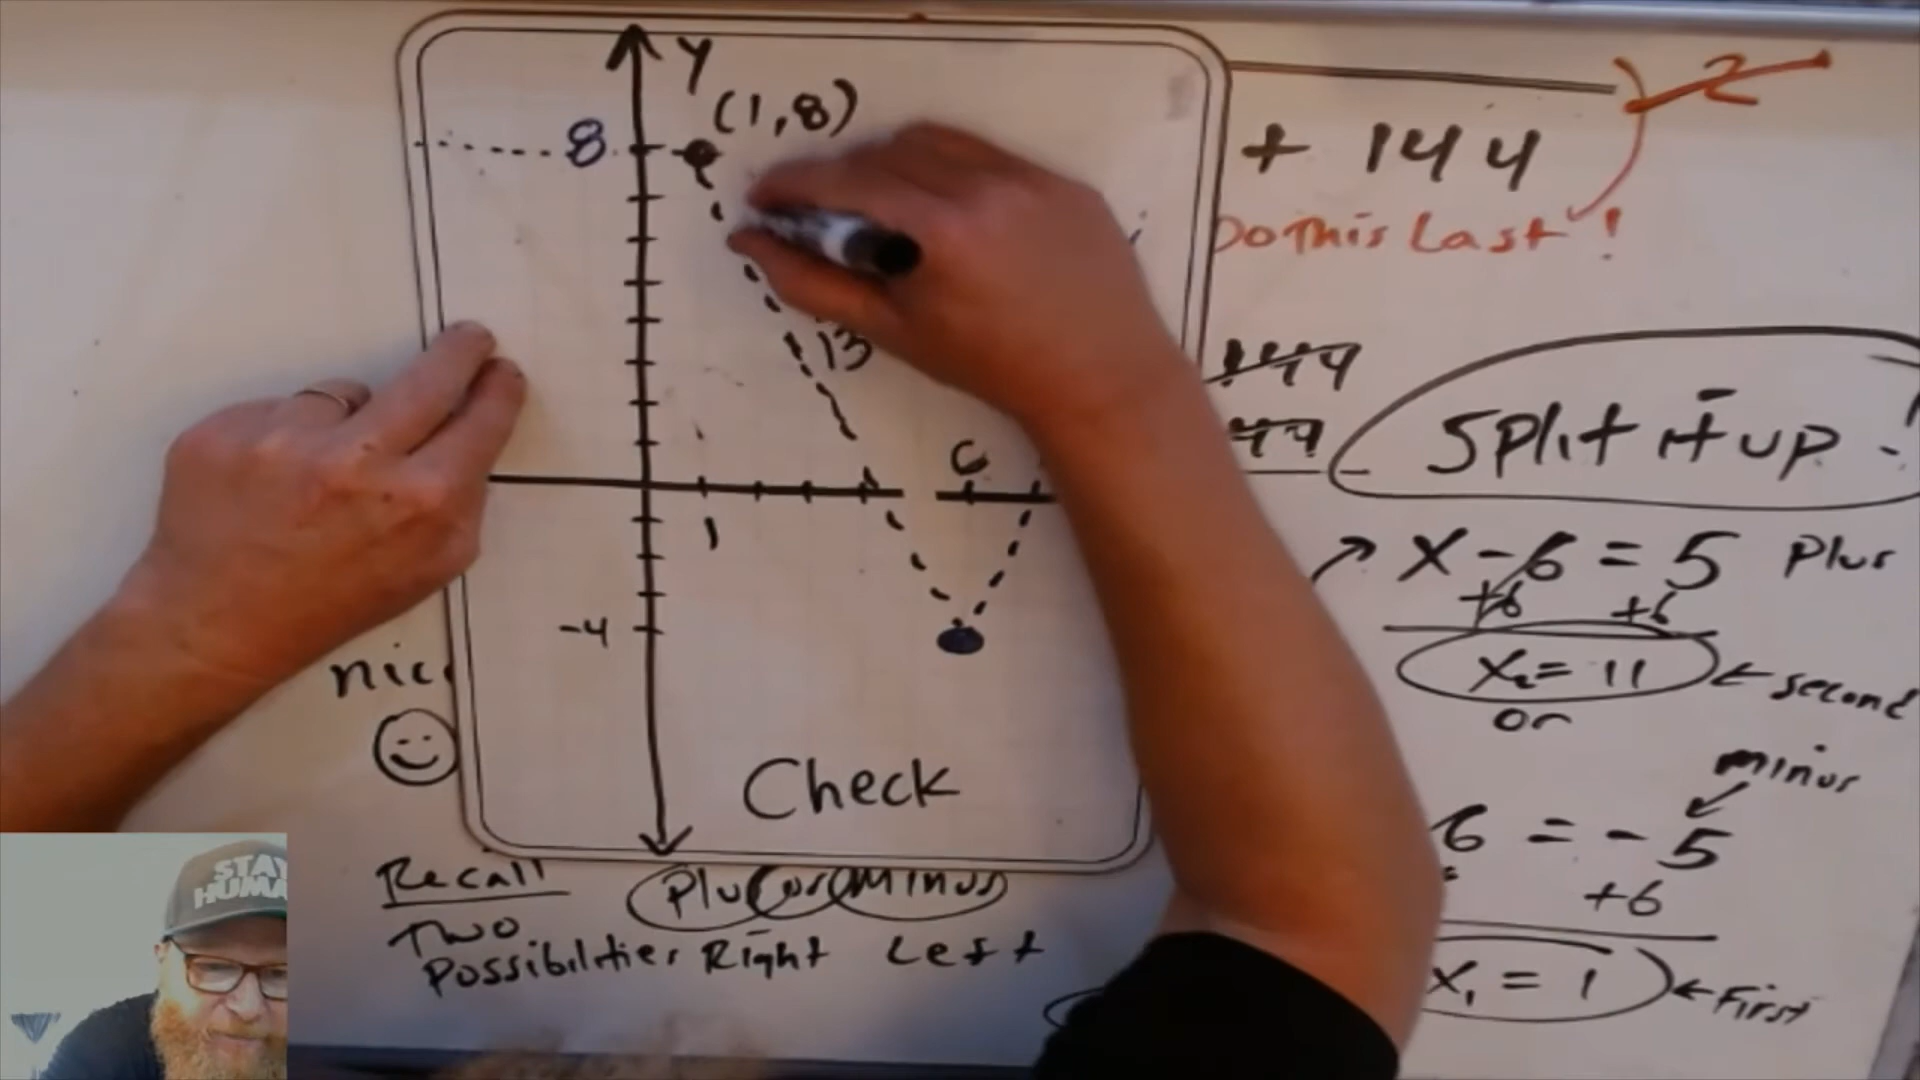 Y
(1,8)
8
13
6
1
-4
Check
+ 144
2
Do This Last!
144
Split it up!
x - 6 = 5 Plus
+6 +6
x₂ = 11 ← second
or
minus
6 = - 5
+6
x₁ = 1 ← First
Recall
Plus or Minus
Two
Possibilities Right Left
STAY